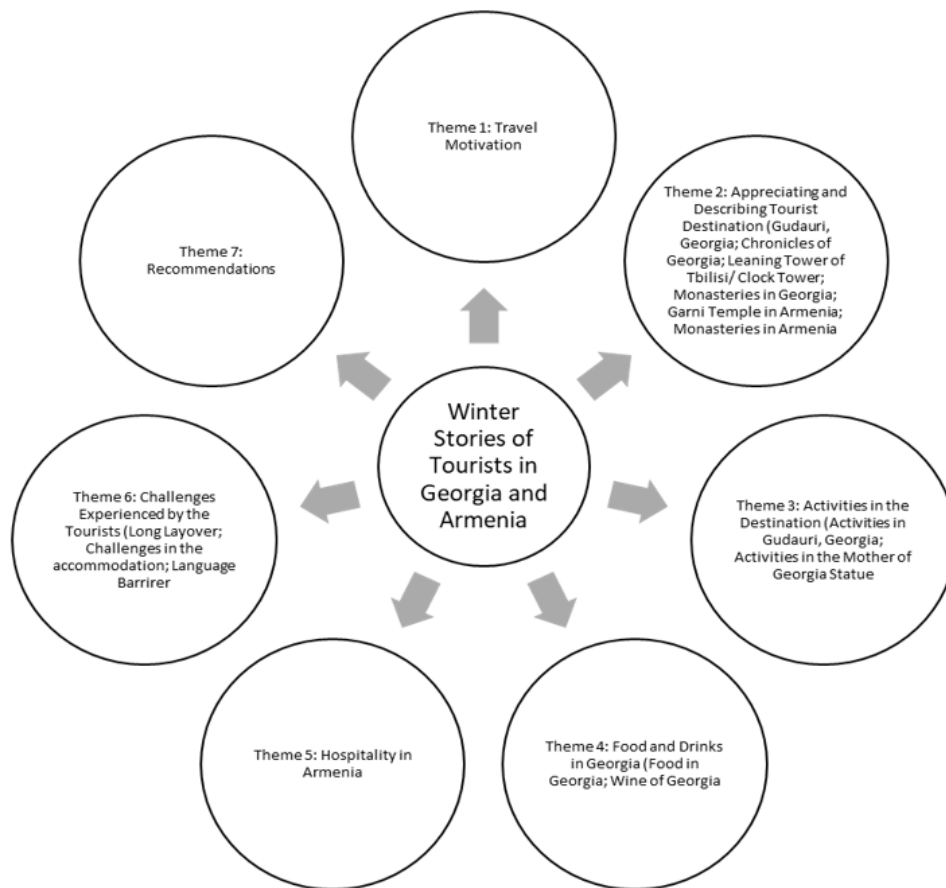 Theme 1: Travel
Motivation
Theme 2: Appreciating and
Describing Tourist
Destination (Gudauri,
Georgia; Chronicles of
Georgia; Leaning Tower of
Tbilisi/ Clock Tower;
Monasteries in Georgia;
Garni Temple in Armenia;
Monasteries in Armenia
Theme 3: Activities in the
Destination (Activities in
Gudauri, Georgia;
Activities in the Mother of
Georgia Statue
Theme 4: Food and Drinks
in Georgia (Food in
Georgia; Wine of Georgia
Theme 5: Hospitality in
Armenia
Theme 6: Challenges
Experienced by the
Tourists (Long Layover;
Challenges in the
accommodation; Language
Barrirer
Theme 7:
Recommendations
Winter
Stories of
Tourists in
Georgia and
Armenia